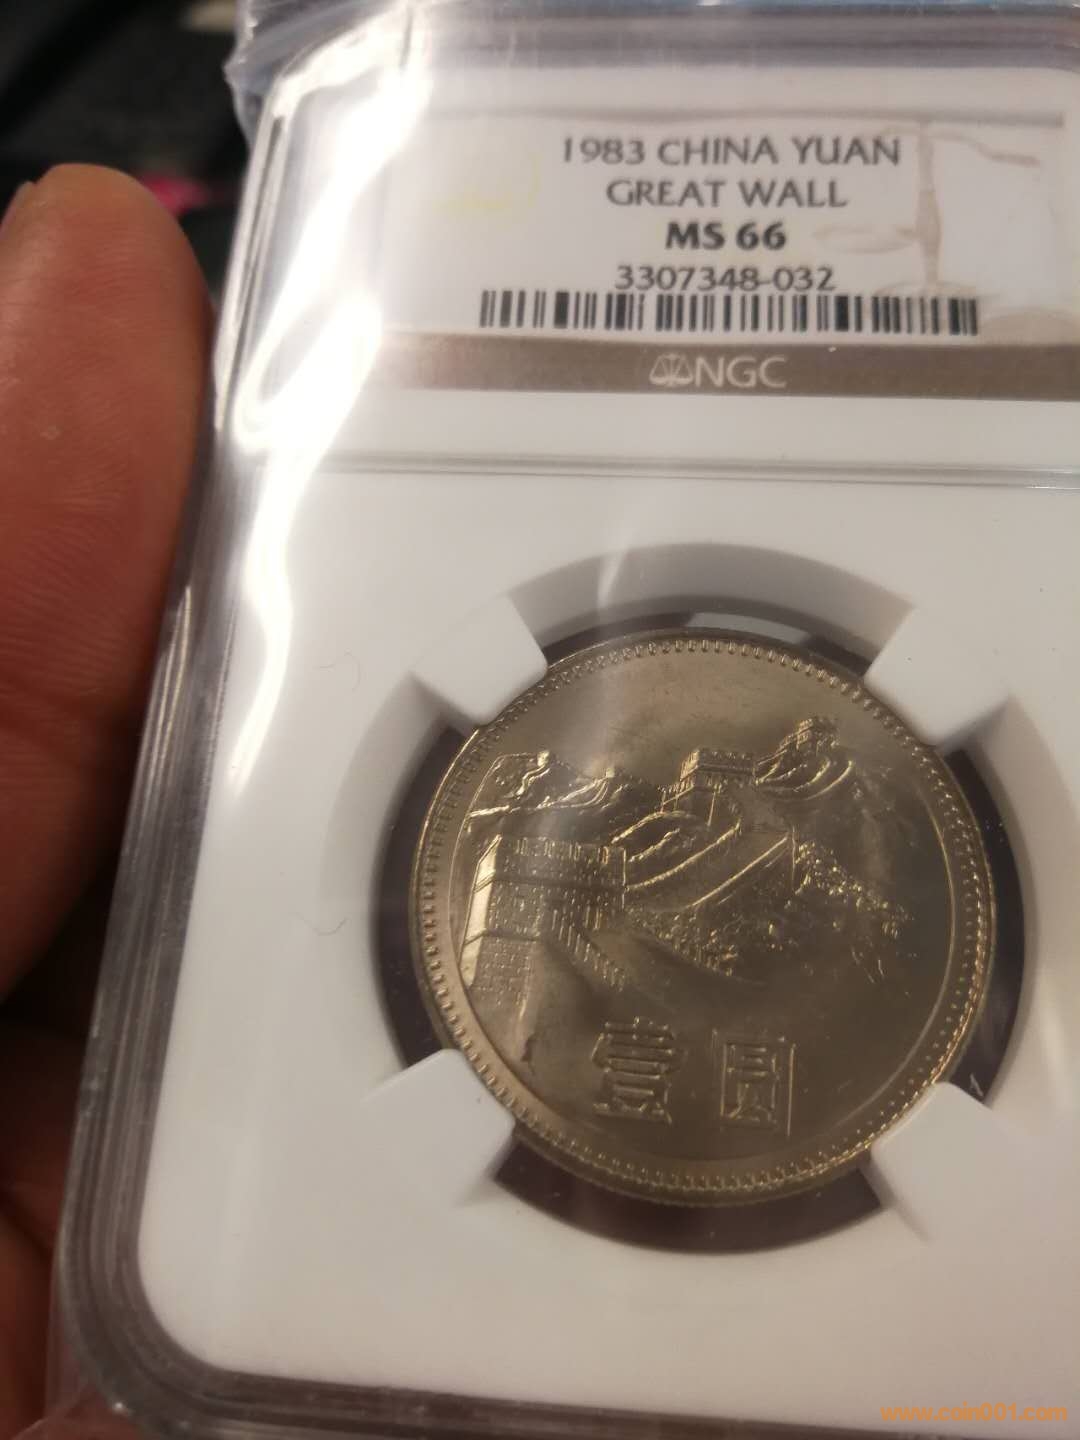 1983 CHINA YUAN
GREAT WALL
MS 66
3307348-032
NGC
壹圆
www.coin001.com